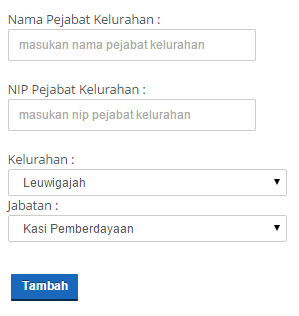 Nama Pejabat Kelurahan :
masukan nama pejabat kelurahan
NIP Pejabat Kelurahan :
masukan nip pejabat kelurahan
Kelurahan :
Leuwigajah
Jabatan :
Kasi Pemberdayaan
Tambah